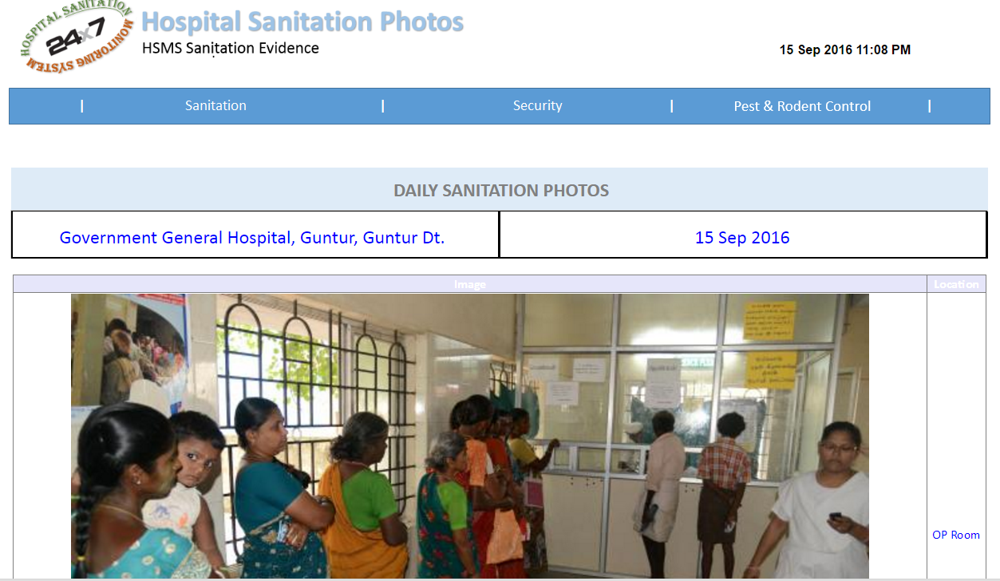 HOSPITAL SANITATION
MONITORING SYSTEM
24x7
Hospital Sanitation Photos
HSMS Sanitation Evidence
15 Sep 2016 11:08 PM
| Sanitation | Security | Pest & Rodent Control |
DAILY SANITATION PHOTOS
Government General Hospital, Guntur, Guntur Dt.
15 Sep 2016
Image
Location
OP Room